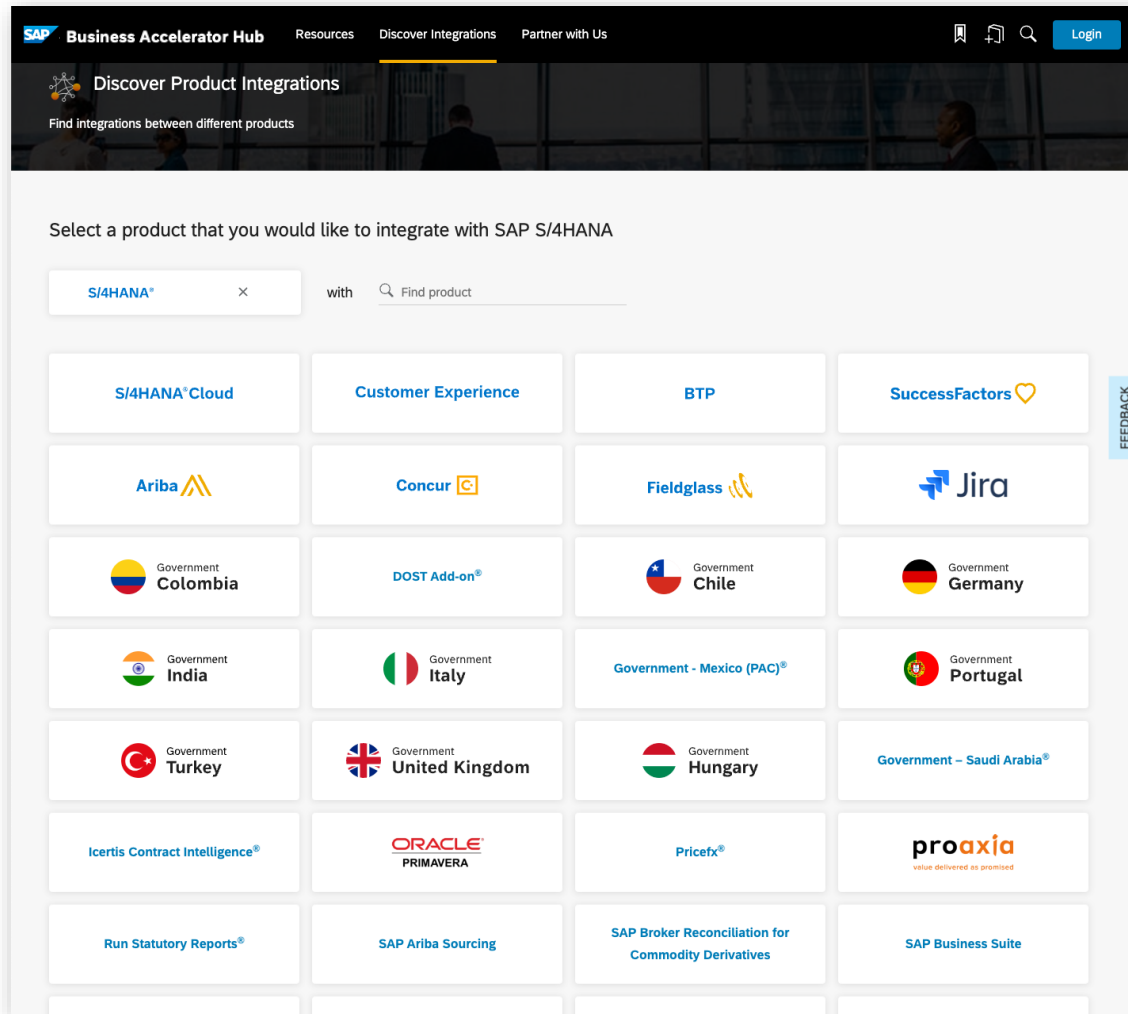 SAP Business Accelerator Hub Resources Discover Integrations Partner with Us Login
Discover Product Integrations
Find integrations between different products
Select a product that you would like to integrate with SAP S/4HANA
S/4HANA® × with Find product
S/4HANA®Cloud Customer Experience BTP SuccessFactors
FEEDBACK
Ariba Concur C Fieldglass Jira
Government Colombia
DOST Add-on®
Government Chile
Government Germany
Government India
Government Italy
Government - Mexico (PAC)®
Government Portugal
Government Turkey
Government United Kingdom
Government Hungary
Government – Saudi Arabia®
Icertis Contract Intelligence®
ORACLE®
PRIMAVERA
Pricefx®
proaxia
value delivered as promised
Run Statutory Reports®
SAP Ariba Sourcing
SAP Broker Reconciliation for
Commodity Derivatives
SAP Business Suite